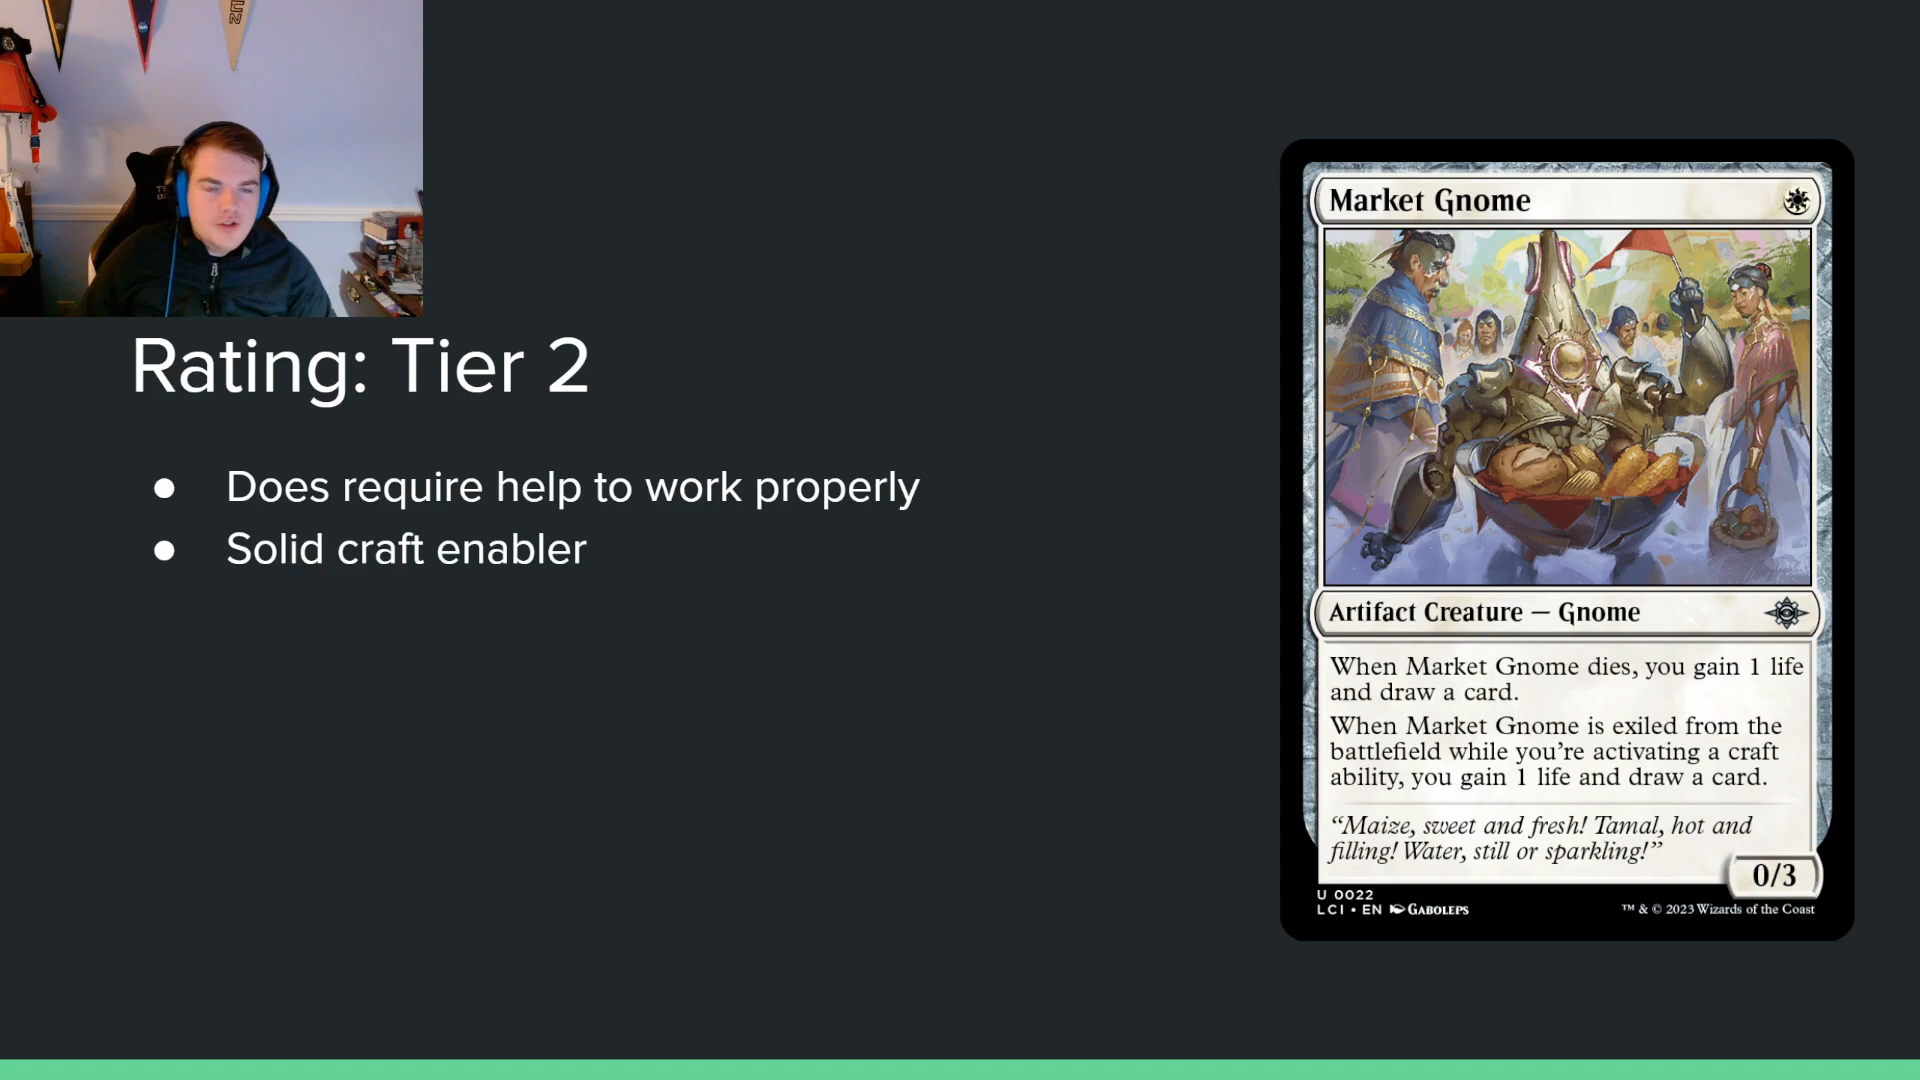 Rating: Tier 2
● Does require help to work properly
● Solid craft enabler
Market Gnome
Artifact Creature — Gnome
When Market Gnome dies, you gain 1 life
and draw a card.
When Market Gnome is exiled from the
battlefield while you're activating a craft
ability, you gain 1 life and draw a card.
“Maize, sweet and fresh! Tamal, hot and
filling! Water, still or sparkling!”
0/3
U 0022
LCI • EN GABOLEPS
™ & © 2023 Wizards of the Coast